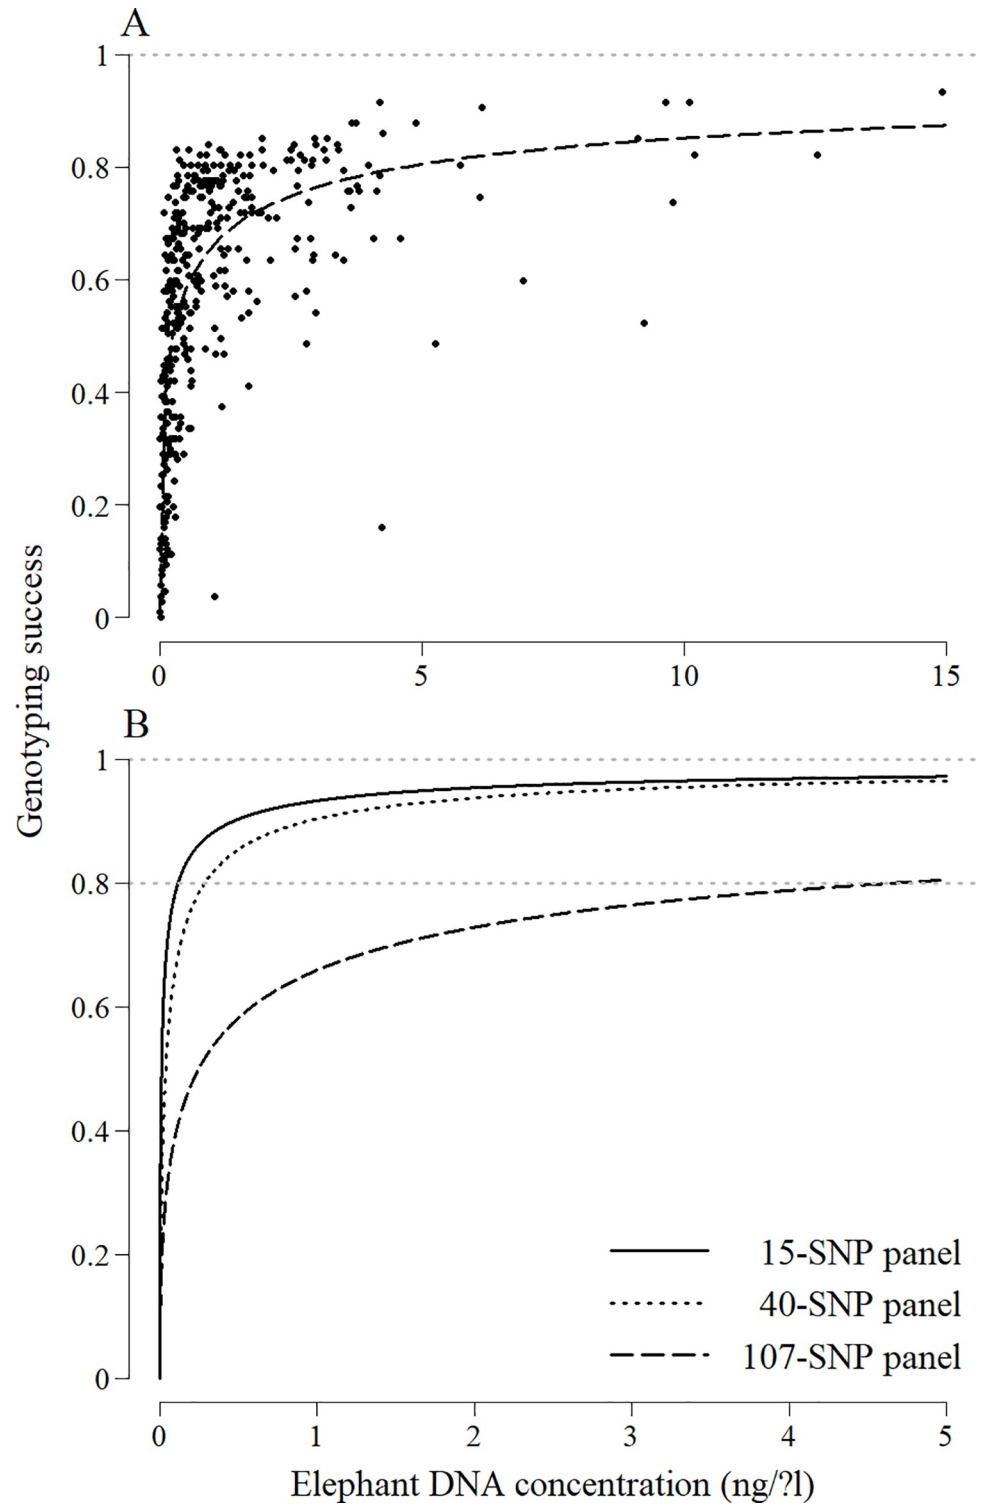 A
1
0.8
0.6
0.4
0.2
0
0 5 10 15
Genotyping success
B
1
0.8
0.6
0.4
0.2
0
15-SNP panel
40-SNP panel
107-SNP panel
0 1 2 3 4 5
Elephant DNA concentration (ng/?l)